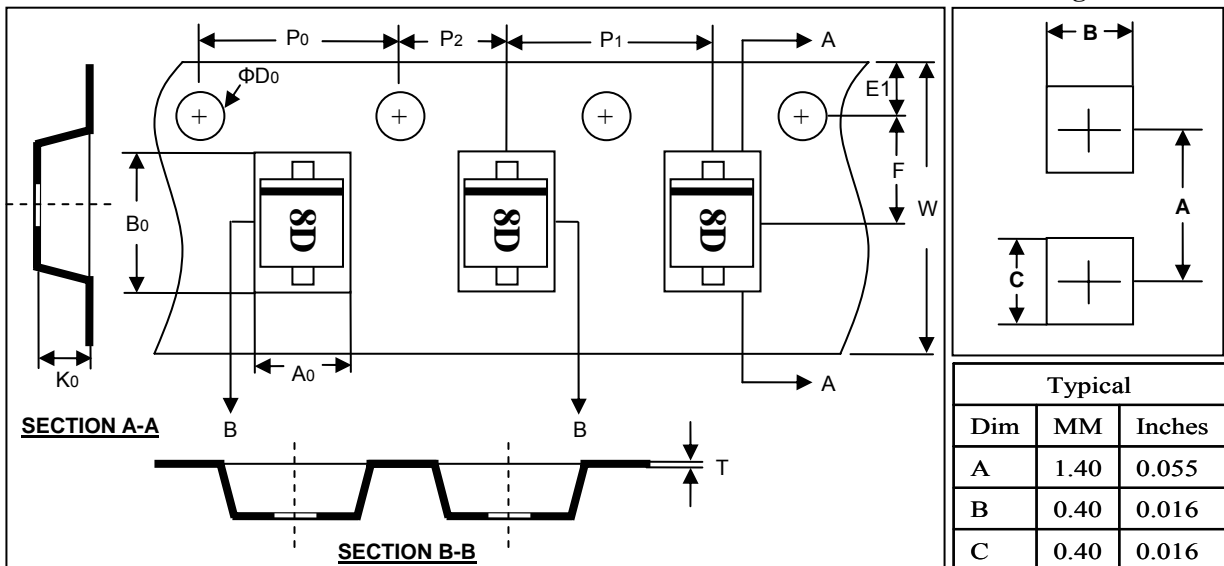 P0
P2
P1
A
ΦD0
E1
F
W
B0
8D
8D
8D
K0
A0
A
SECTION A-A
B
B
T
SECTION B-B
B
A
C
Typical
Dim MM Inches
A 1.40 0.055
B 0.40 0.016
C 0.40 0.016